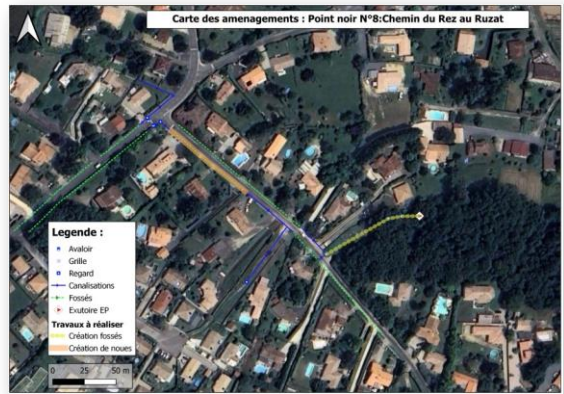 Carte des amenagements : Point noir N°8:Chemin du Rez au Ruzat
Legende :
Avaloir
Grille
Regard
Canalisations
Fossés
Exutoire EP
Travaux à réaliser
Création fossés
Création de noues
0 25 50 m